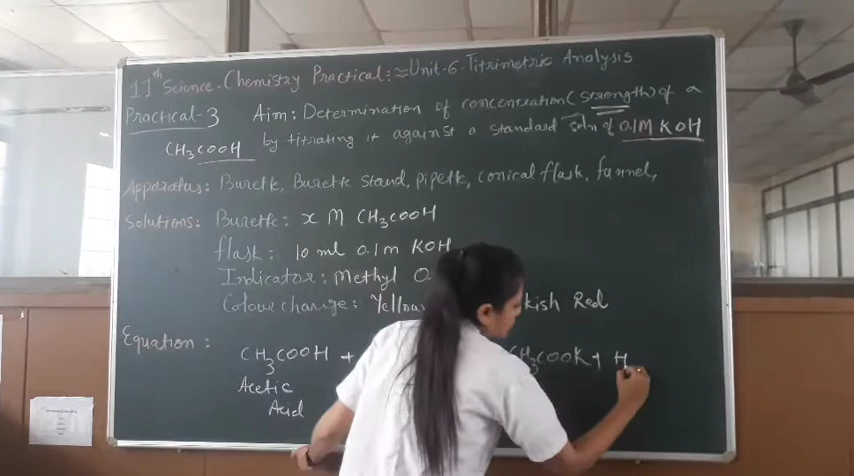 11th Science-Chemistry Practical:≈Unit-6-Titrimetric Analysis
Practical-3 Aim: Determination of concentration (strength) of a
CH3COOH by titrating it against a standard soln of 0.1M KOH
Apparatus: Burette, Burette Stand, pipette, conical flask, funnel,
Solutions: Burette: x M CH3COOH
flask: 10 ml 0.1M KOH
Indicator: Methyl
Colour change: Yellow Red
Equation: CH3COOH + CH3COOK + H
Acetic
Acid